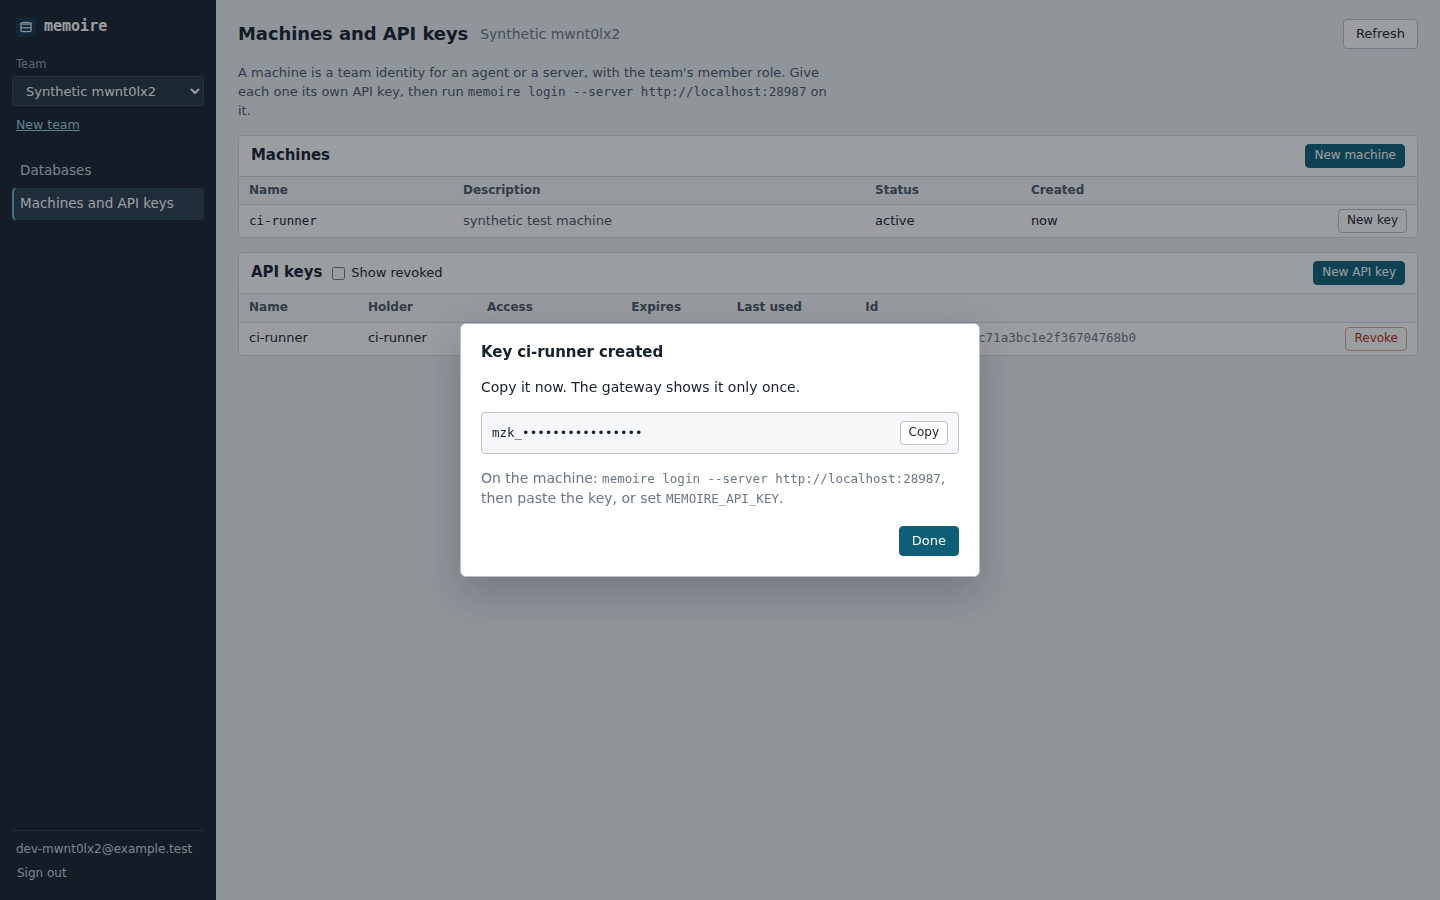 memoire
Team
Synthetic mwnt0lx2
New team
Databases
Machines and API keys
dev-mwnt0lx2@example.test
Sign out
Machines and API keys Synthetic mwnt0lx2
Refresh
A machine is a team identity for an agent or a server, with the team's member role. Give
each one its own API key, then run memoire login --server http://localhost:28987 on
it.
Machines
New machine
Name Description Status Created
ci-runner synthetic test machine active now New key
API keys Show revoked
New API key
Name Holder Access Expires Last used Id
ci-runner ci-runner c71a3bc1e2f36704768b0 Revoke
Key ci-runner created
Copy it now. The gateway shows it only once.
mzk_•••••••••••••••• Copy
On the machine: memoire login --server http://localhost:28987,
then paste the key, or set MEMOIRE_API_KEY.
Done